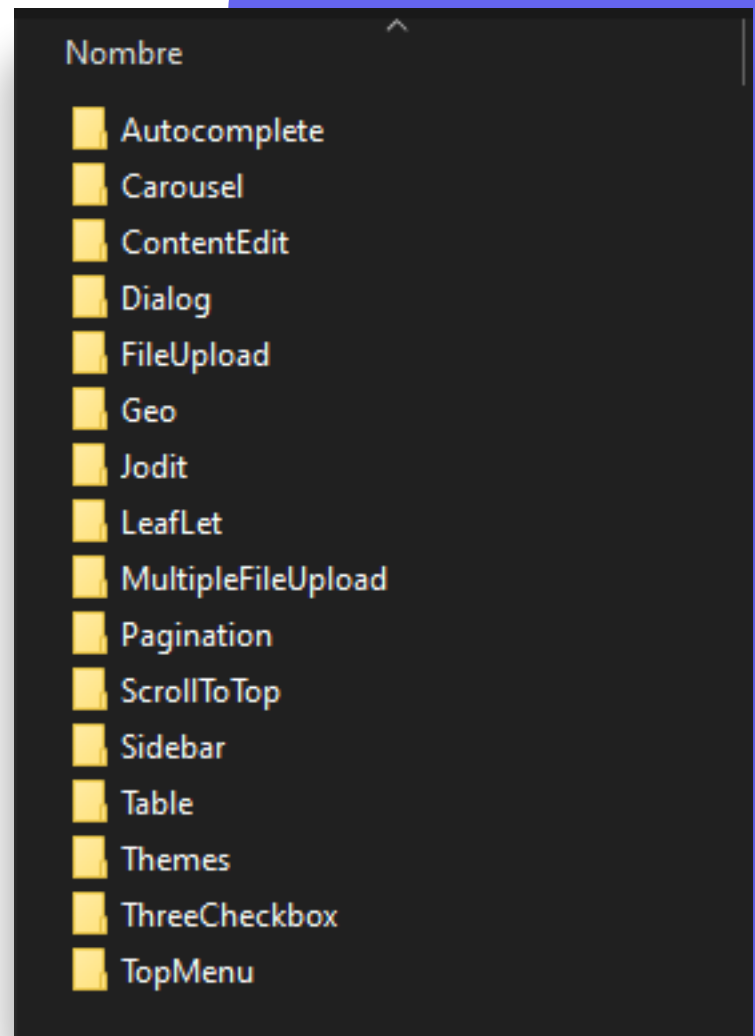 Nombre
Autocomplete
Carousel
ContentEdit
Dialog
FileUpload
Geo
Jodit
LeafLet
MultipleFileUpload
Pagination
ScrollToTop
Sidebar
Table
Themes
ThreeCheckbox
TopMenu